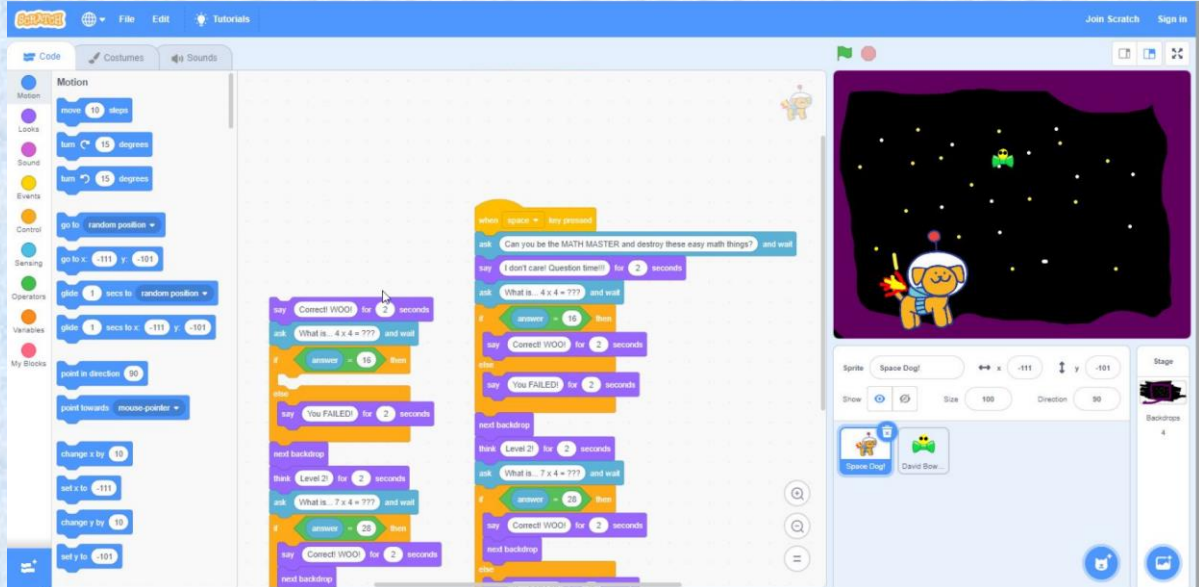 SCRATCH File Edit Tutorials Join Scratch Sign in
Code Costumes Sounds
Motion
Looks
Sound
Events
Control
Sensing
Operators
Variables
My Blocks
Motion
move 10 steps
turn 15 degrees
turn 15 degrees
go to random position
go to x: -111 y: -101
glide 1 secs to random position
glide 1 secs to x: -111 y: -101
point in direction 90
point towards mouse-pointer
change x by 10
set x to -111
change y by 10
set y to -101
say Correct! WOO! for 2 seconds
ask What is... 4 x 4 = ??? and wait
if answer = 16 then
else
say You FAILED! for 2 seconds
next backdrop
think Level 2! for 2 seconds
ask What is... 7 x 4 = ??? and wait
if answer = 28 then
say Correct! WOO! for 2 seconds
next backdrop
when space key pressed
ask Can you be the MATH MASTER and destroy these easy math things? and wait
say I don't care! Question time!!! for 2 seconds
ask What is... 4 x 4 = ??? and wait
if answer = 16 then
say Correct! WOO! for 2 seconds
else
say You FAILED! for 2 seconds
next backdrop
think Level 2! for 2 seconds
ask What is... 7 x 4 = ??? and wait
if answer = 28 then
say Correct! WOO! for 2 seconds
next backdrop
else
Sprite Space Dog! x -111 y -101
Show Size 100 Direction 90
Space Dog!
David Bow...
Stage
Backdrops
4